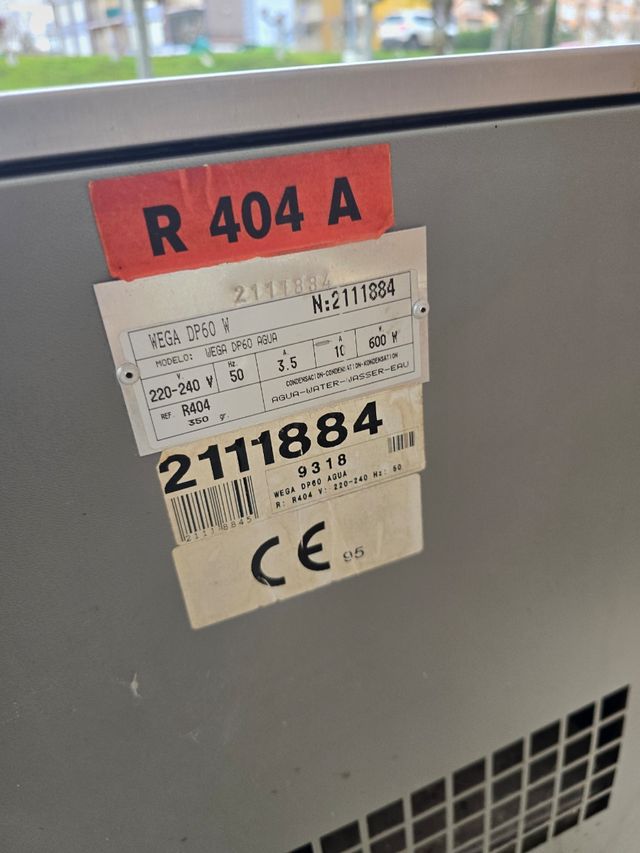 R 404 A
2111884
WEGA DP60 W N:2111884
MODELO: WEGA DP60 AGUA
V Hz A A W
220-240 V 50 3.5 10 600 W
REF. R404
350 g.
CONDENSACION-CONDENSATION-KONDENSATION
AGUA-WATER-WASSER-EAU
2111884
9318
WEGA DP60 AGUA
R: R404 V: 220-240 Hz: 50
CE 95